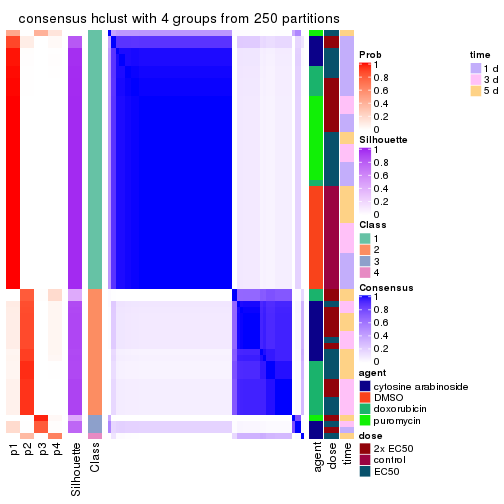 consensus hclust with 4 groups from 250 partitions
Prob
1
0.8
0.6
0.4
0.2
0
Silhouette
1
0.8
0.6
0.4
0.2
0
Class
1
2
3
4
Consensus
1
0.8
0.6
0.4
0.2
0
agent
cytosine arabinoside
DMSO
doxorubicin
puromycin
dose
2x EC50
control
EC50
time
1 d
3 d
5 d
p1
p2
p3
p4
Silhouette
Class
agent
dose
time